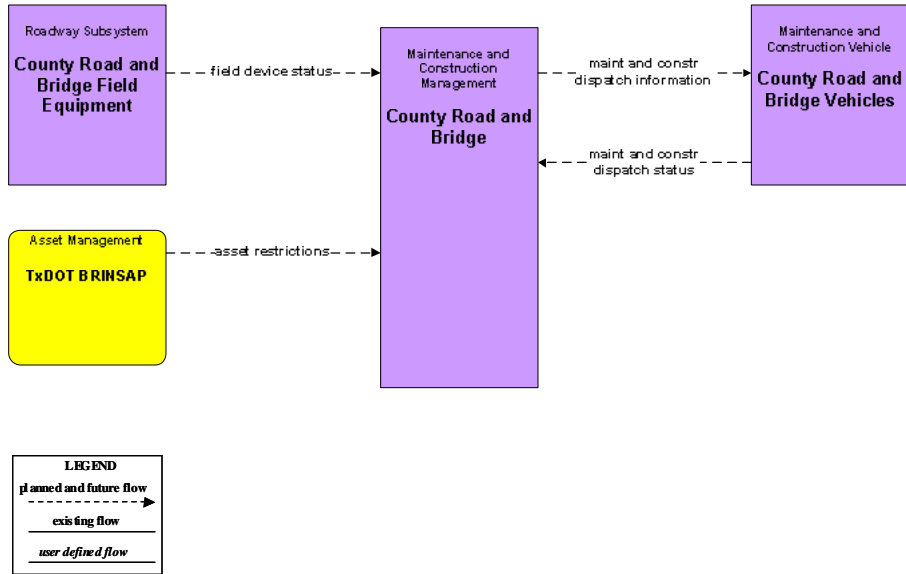 Roadway Subsystem
County Road and
Bridge Field
Equipment
field device status
Maintenance and
Construction
Management
County Road and
Bridge
maint and constr
dispatch information
Maintenance and
Construction Vehicle
County Road and
Bridge Vehicles
maint and constr
dispatch status
Asset Management
TxDOT BRINSAP
asset restrictions
LEGEND
planned and future flow
existing flow
user defined flow